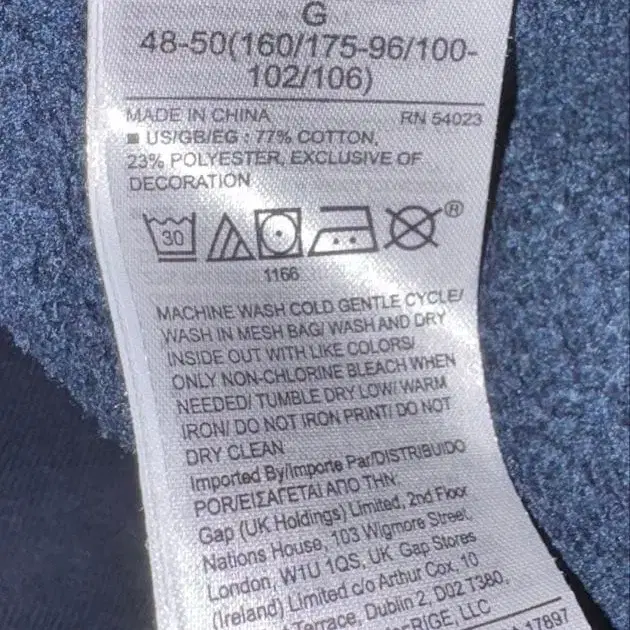 G
48-50(160/175-96/100-
102/106)
MADE IN CHINA RN 54023
US/GB/EG : 77% COTTON,
23% POLYESTER, EXCLUSIVE OF
DECORATION
30
®
1166
MACHINE WASH COLD GENTLE CYCLE/
WASH IN MESH BAG/ WASH AND DRY
INSIDE OUT WITH LIKE COLORS/
ONLY NON-CHLORINE BLEACH WHEN
NEEDED/ TUMBLE DRY LOW/ WARM
IRON/ DO NOT IRON PRINT/ DO NOT
DRY CLEAN
Imported By/Importe Par/DISTRIBUIDO
POR/ΕΙΣΑΓΕΤΑΙ ΑΠΟ ΤΗΝ:
Gap (UK Holdings) Limited, 2nd Floor
Nations House, 103 Wigmore Street,
London, W1U 1QS, UK. Gap Stores
(Ireland) Limited c/o Arthur Cox, 10
Terrace, Dublin 2, D02 T380,
LLC
17897